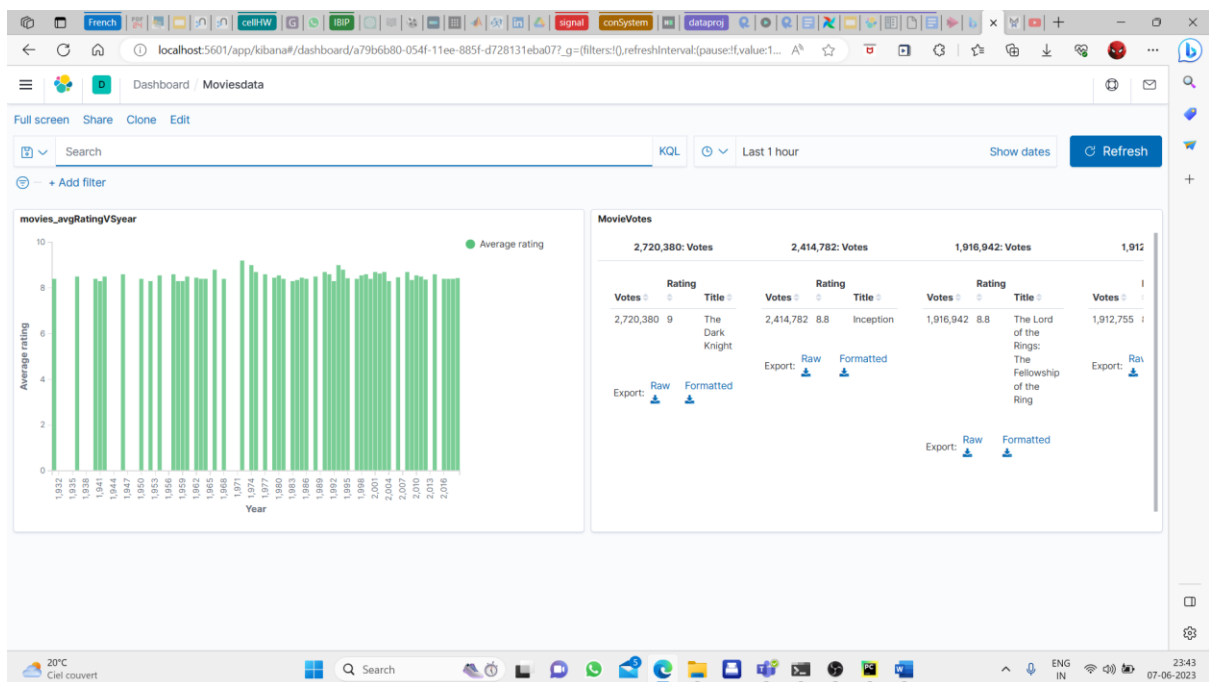 French cellHW G IBIP in signal conSystem dataproj
localhost:5601/app/kibana#/dashboard/a79b6b80-054f-11ee-885f-d728131eba07?_g=(filters:!(),refreshInterval:(pause:!f,value:1...
D Dashboard / Moviesdata
Full screen Share Clone Edit
Search KQL Last 1 hour Show dates Refresh
+ Add filter
movies_avgRatingVSyear
Average rating
10
8
6
4
2
0
Average rating
1,932 1,935 1,938 1,941 1,944 1,947 1,950 1,953 1,956 1,959 1,962 1,965 1,968 1,971 1,974 1,977 1,980 1,983 1,986 1,989 1,992 1,995 1,998 2,001 2,004 2,007 2,010 2,013 2,016
Year
MovieVotes
2,720,380: Votes
Votes Rating Title
2,720,380 9 The
Dark
Knight
Export: Raw Formatted
2,414,782: Votes
Votes Rating Title
2,414,782 8.8 Inception
Export: Raw Formatted
1,916,942: Votes
Votes Rating Title
1,916,942 8.8 The Lord
of the
Rings:
The
Fellowship
of the
Ring
Export: Raw Formatted
1,912
Votes
1,912,755
Export:
20°C
Ciel couvert
Search
ENG
IN
23:43
07-06-2023